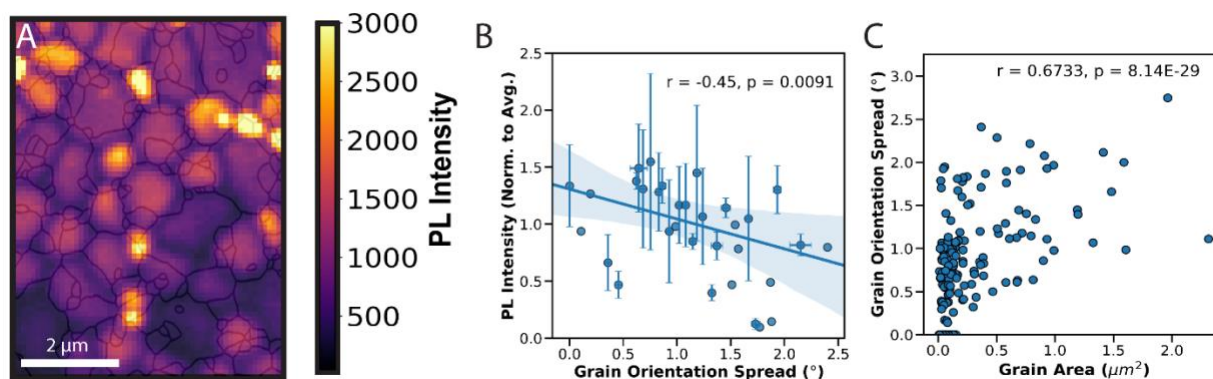 A
2 µm
3000
2500
2000
1500
1000
500
PL Intensity
B
r = -0.45, p = 0.0091
PL Intensity (Norm. to Avg.)
2.5
2.0
1.5
1.0
0.5
0.0
0.0 0.5 1.0 1.5 2.0 2.5
Grain Orientation Spread (°)
C
r = 0.6733, p = 8.14E-29
Grain Orientation Spread (°)
3.0
2.5
2.0
1.5
1.0
0.5
0.0
0.0 0.5 1.0 1.5 2.0
Grain Area (µm²)